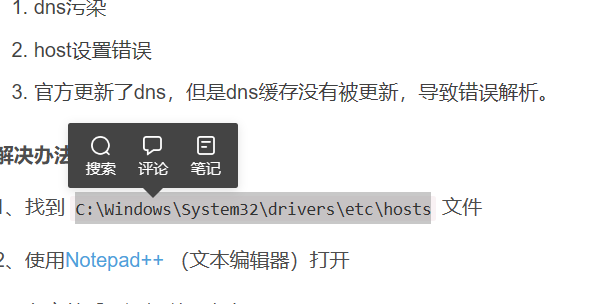 1. dns污染
2. host设置错误
3. 官方更新了dns，但是dns缓存没有被更新，导致错误解析。
解决办法
搜索 评论 笔记
1、找到 C:\Windows\System32\drivers\etc\hosts 文件
2、使用Notepad++ （文本编辑器）打开